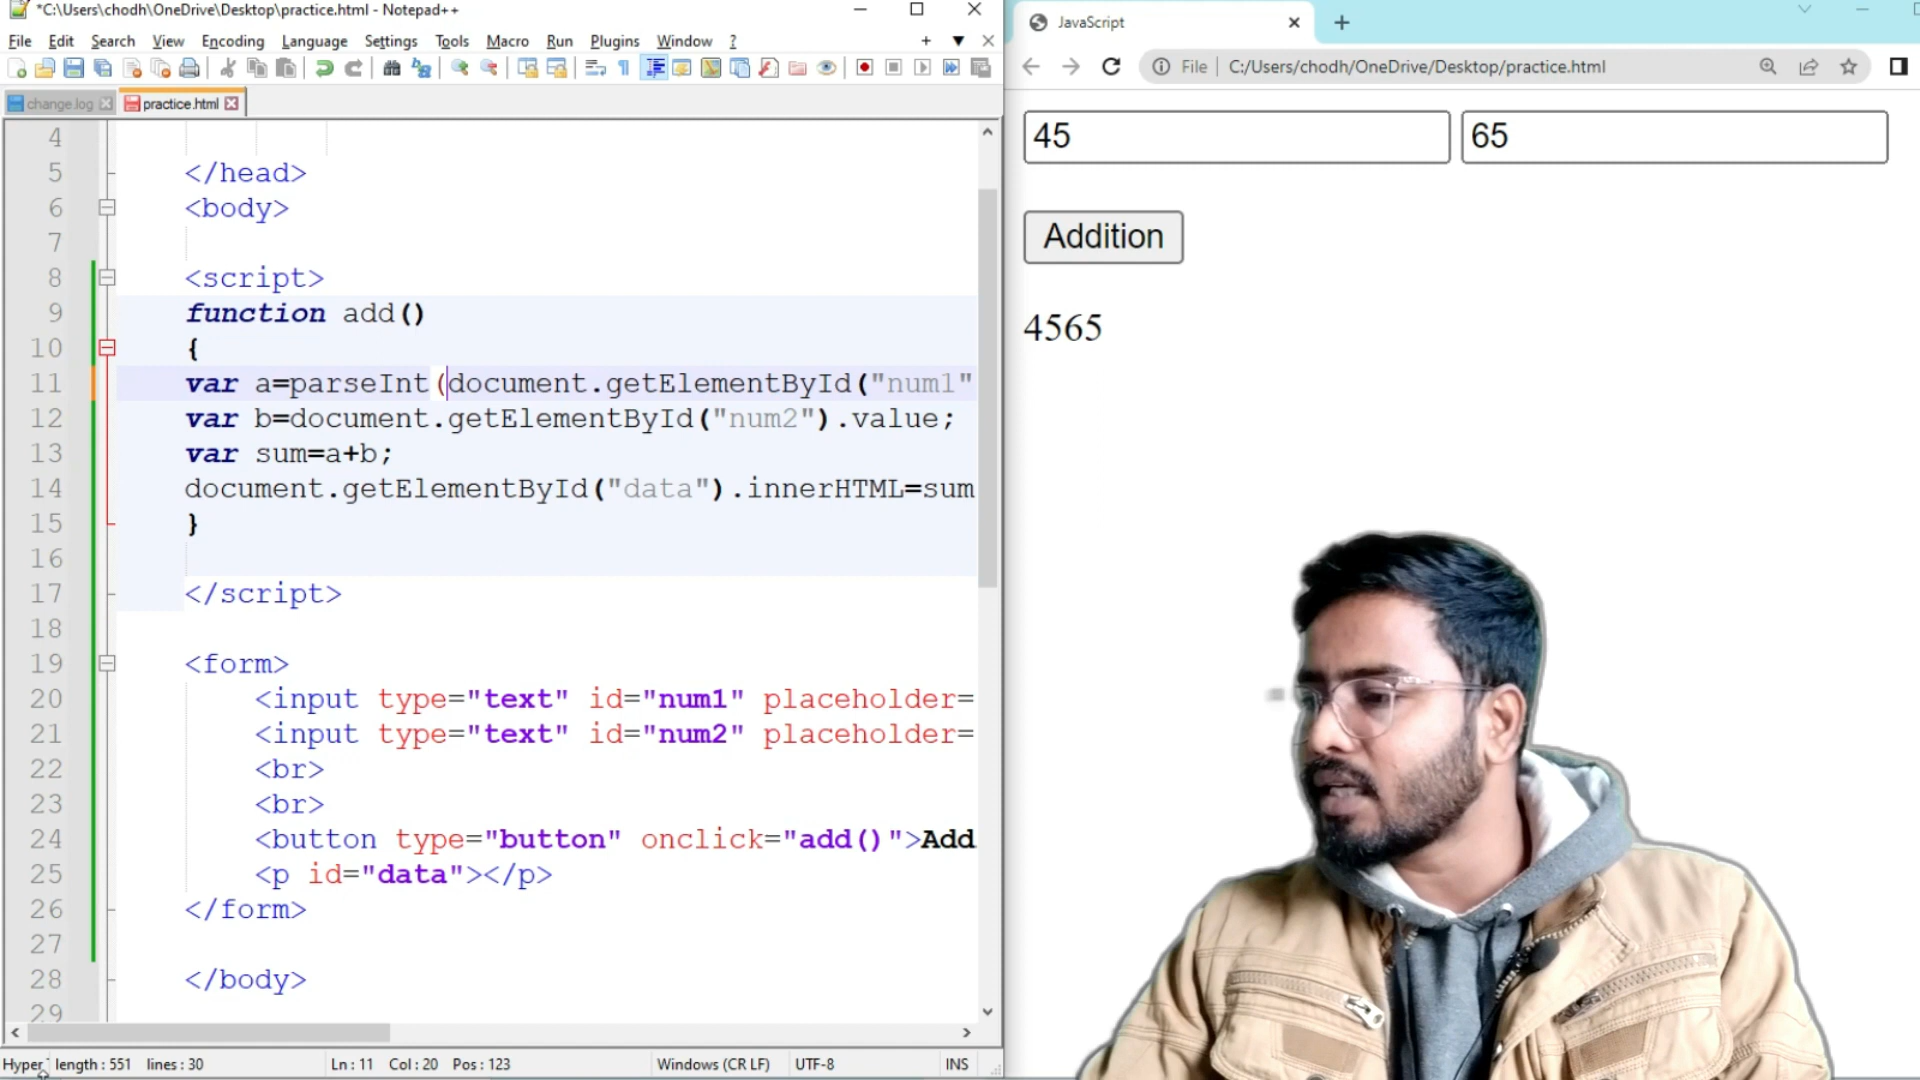 *C:\Users\chodh\OneDrive\Desktop\practice.html - Notepad++
File Edit Search View Encoding Language Settings Tools Macro Run Plugins Window ?
change.log practice.html
4
5 </head>
6 <body>
7
8 <script>
9 function add()
10 {
11 var a=parseInt(document.getElementById("num1"
12 var b=document.getElementById("num2").value;
13 var sum=a+b;
14 document.getElementById("data").innerHTML=sum
15 }
16
17 </script>
18
19 <form>
20 <input type="text" id="num1" placeholder=
21 <input type="text" id="num2" placeholder=
22 <br>
23 <br>
24 <button type="button" onclick="add()">Add
25 <p id="data"></p>
26 </form>
27
28 </body>
29
Hyper length : 551 lines : 30 Ln : 11 Col : 20 Pos : 123 Windows (CR LF) UTF-8 INS
JavaScript
File C:/Users/chodh/OneDrive/Desktop/practice.html
45 65
Addition
4565